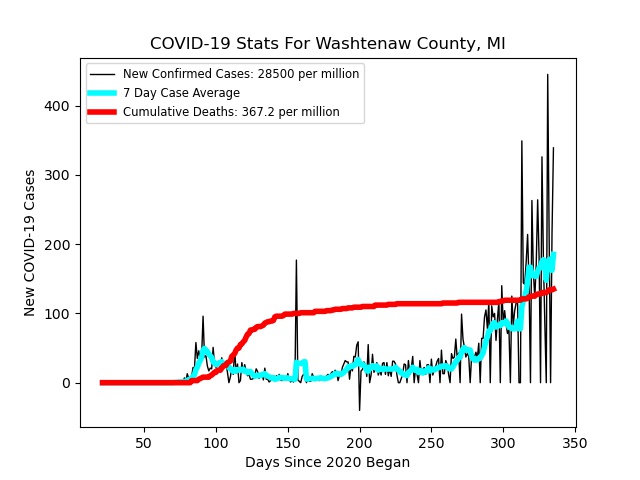 COVID-19 Stats For Washtenaw County, MI
New Confirmed Cases: 28500 per million
7 Day Case Average
Cumulative Deaths: 367.2 per million
New COVID-19 Cases
400
300
200
100
0
50 100 150 200 250 300 350
Days Since 2020 Began